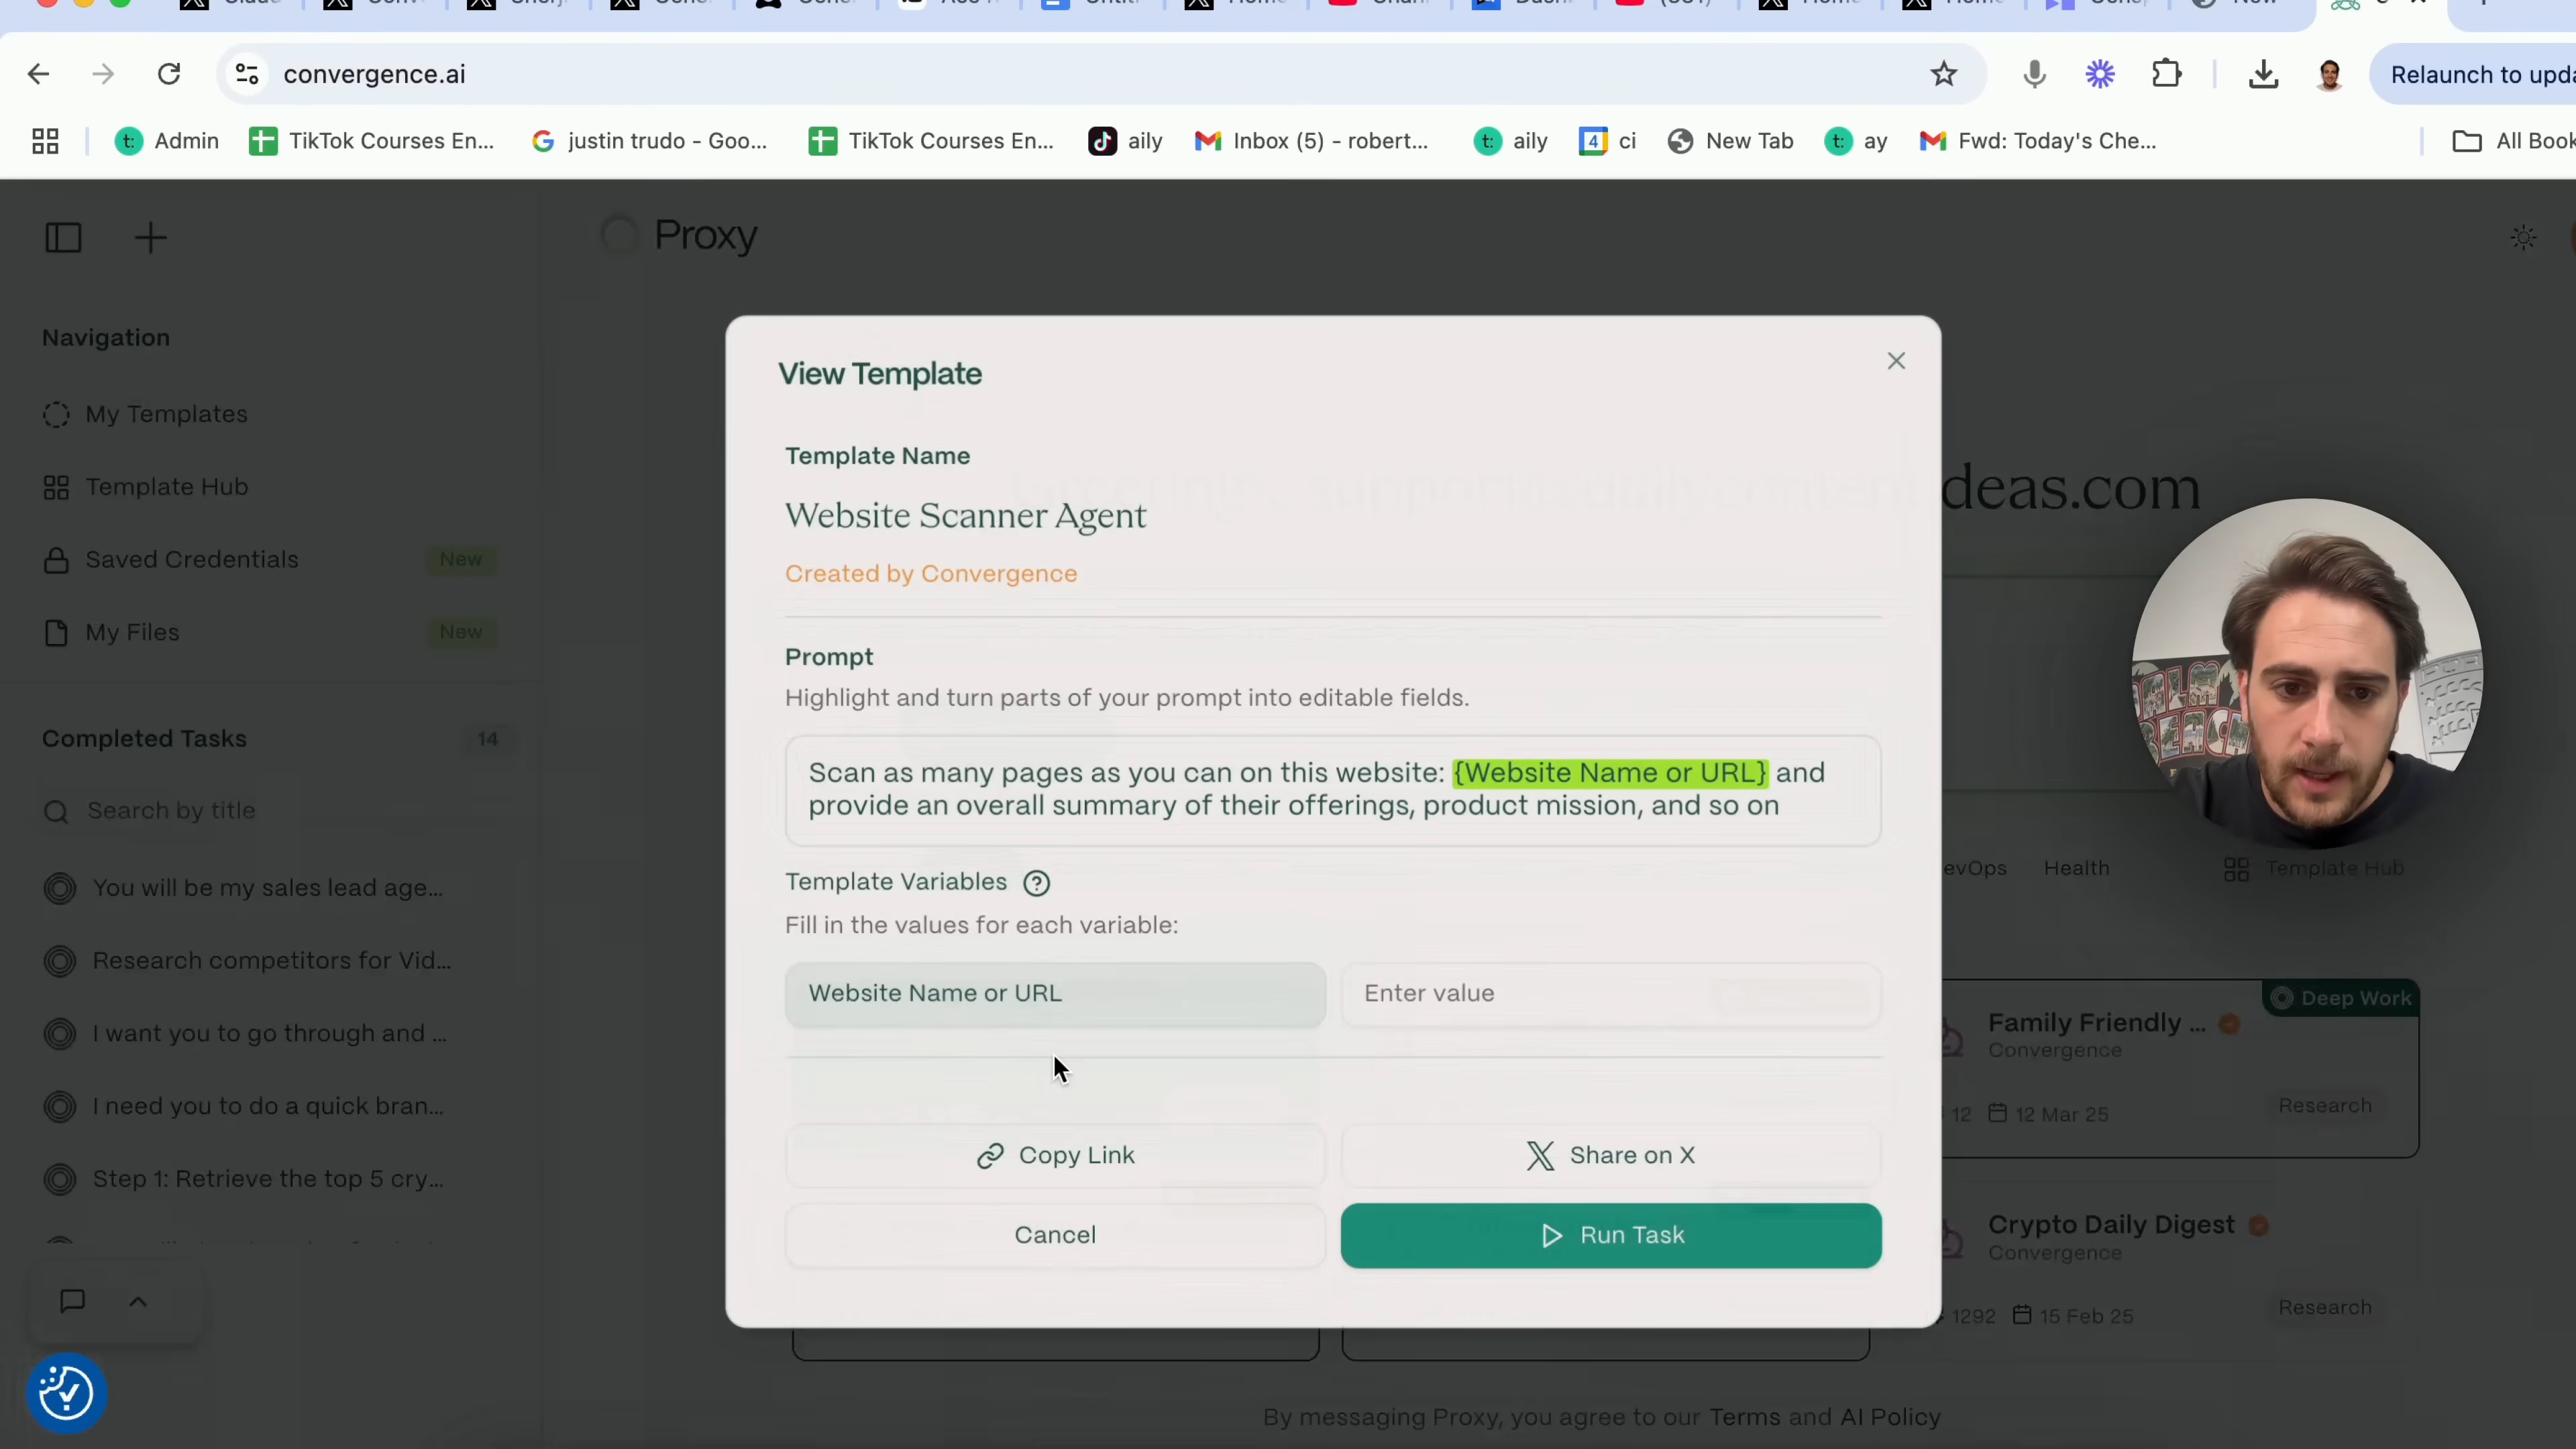 convergence.ai
Relaunch to upda
Admin
TikTok Courses En...
justin trudo - Goo...
TikTok Courses En...
aily
Inbox (5) - robert...
aily
4
ci
New Tab
ay
Fwd: Today's Che...
All Book
Proxy
Navigation
My Templates
Template Hub
Saved Credentials New
My Files New
Completed Tasks 14
Search by title
You will be my sales lead age...
Research competitors for Vid...
I want you to go through and ...
I need you to do a quick bran...
Step 1: Retrieve the top 5 cry...
View Template
Template Name
Website Scanner Agent
Created by Convergence
Prompt
Highlight and turn parts of your prompt into editable fields.
Scan as many pages as you can on this website: {Website Name or URL} and
provide an overall summary of their offerings, product mission, and so on
Template Variables ?
Fill in the values for each variable:
Website Name or URL
Enter value
Copy Link
Share on X
Cancel
Run Task
deas.com
evOps
Health
Template Hub
Deep Work
Family Friendly ...
Convergence
12
12 Mar 25
Research
Crypto Daily Digest
Convergence
1292
15 Feb 25
Research
By messaging Proxy, you agree to our Terms and AI Policy